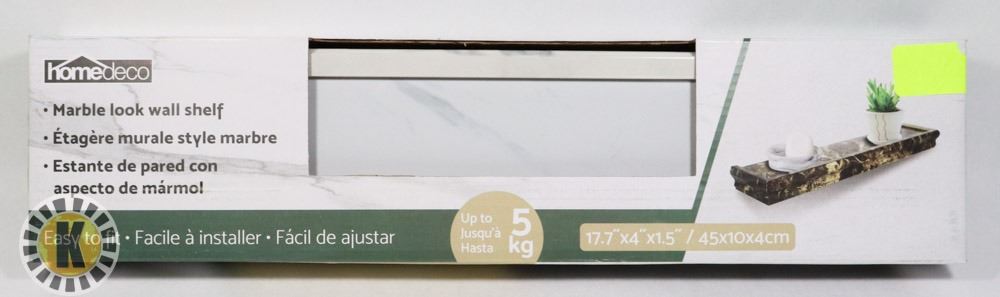 homedeco
• Marble look wall shelf
• Étagère murale style marbre
• Estante de pared con
aspecto de mármol
Easy to fit • Facile à installer • Fácil de ajustar
Up to
Jusqu'à
Hasta
5
kg
17.7˝x4˝x1.5˝ / 45x10x4cm
K